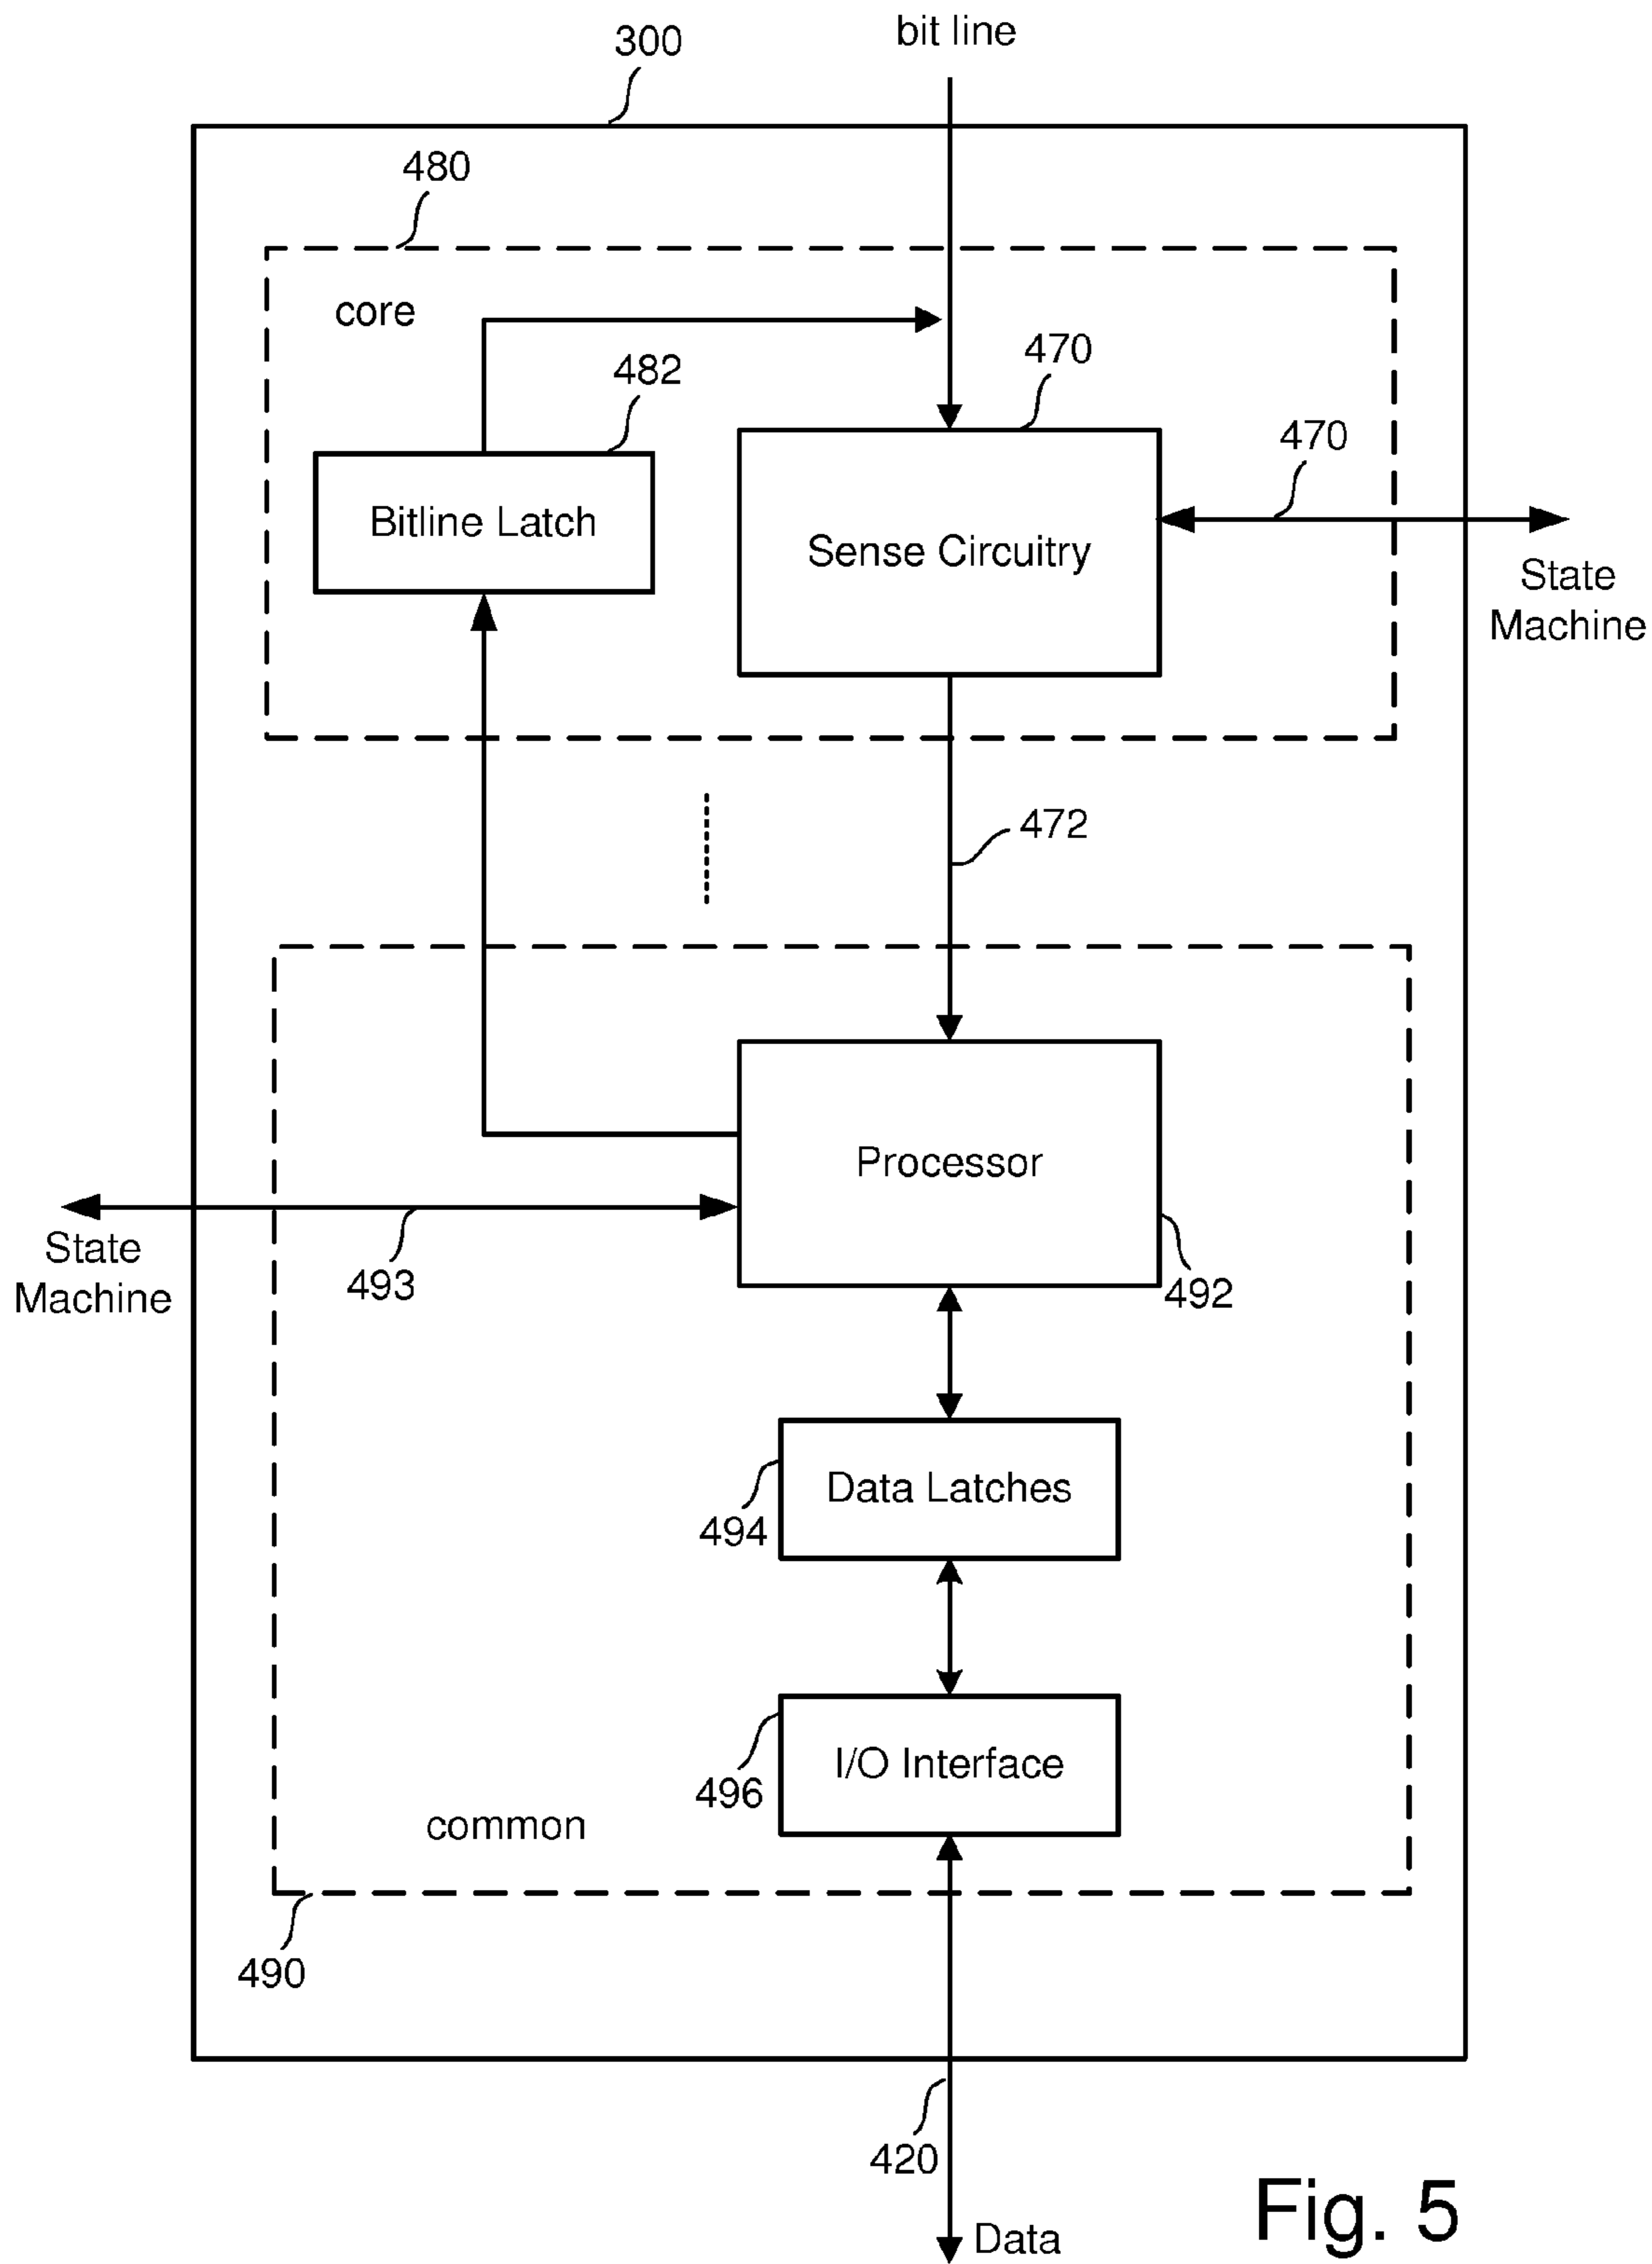 bit line
300
480
core
470
482
470
Bitline Latch
Sense Circuitry
State
Machine
472
Processor
State
Machine
493
492
Data Latches
494
I/O Interface
496
common
490
420
Data
Fig. 5